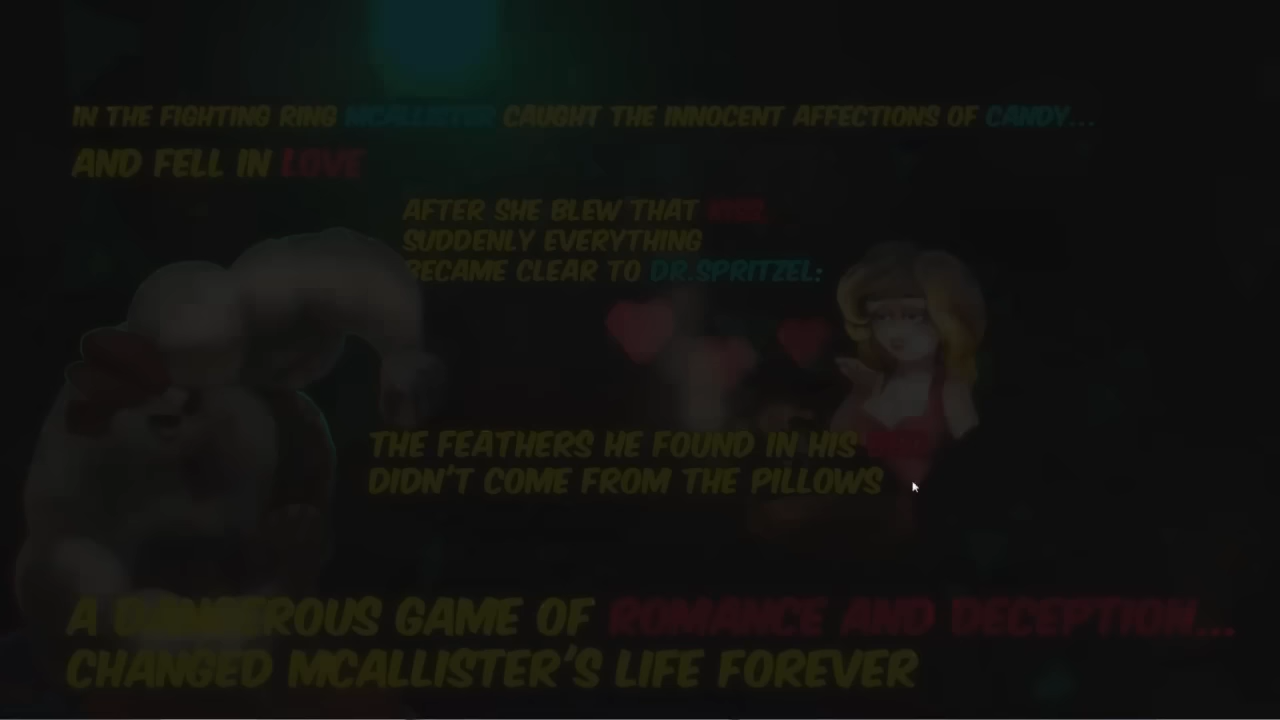 IN THE FIGHTING RING MCALLISTER CAUGHT THE INNOCENT AFFECTIONS OF CANDY...
AND FELL IN LOVE
AFTER SHE BLEW THAT KISS,
SUDDENLY EVERYTHING
BECAME CLEAR TO DR.SPRITZEL:
THE FEATHERS HE FOUND IN HIS
DIDN'T COME FROM THE PILLOWS
A DANGEROUS GAME OF ROMANCE AND DECEPTION...
CHANGED MCALLISTER'S LIFE FOREVER